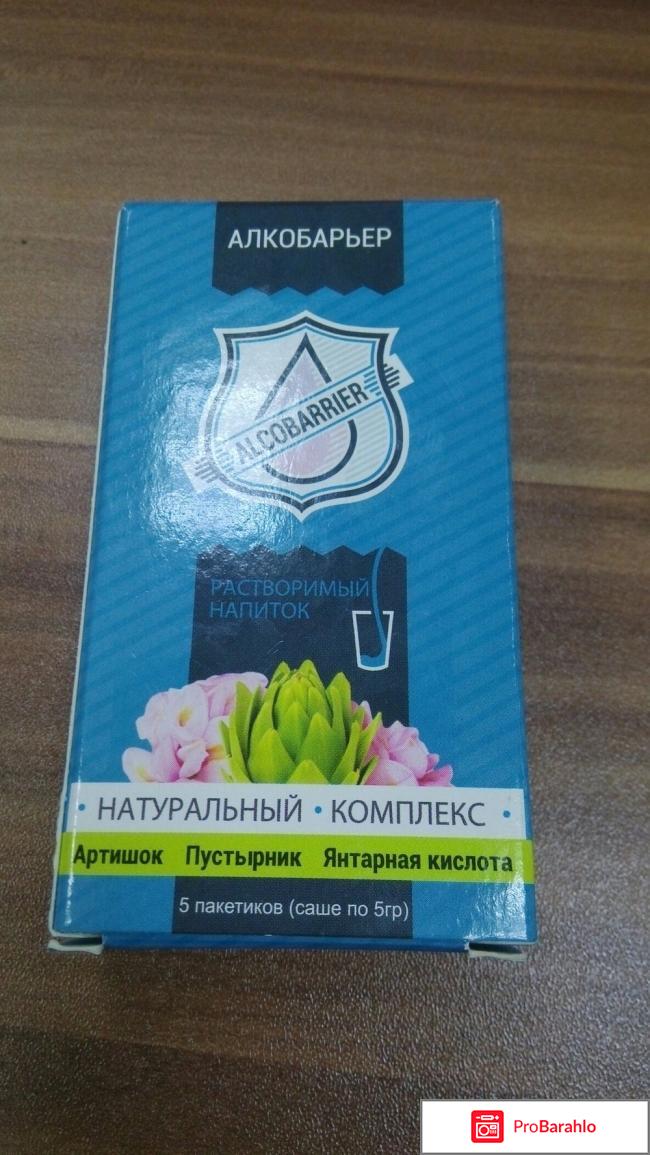 АЛКОБАРЬЕР
ALCOBARRIER
РАСТВОРИМЫЙ
НАПИТОК
• НАТУРАЛЬНЫЙ • КОМПЛЕКС •
Артишок Пустырник Янтарная кислота
5 пакетиков (саше по 5гр)
ProBarahlo